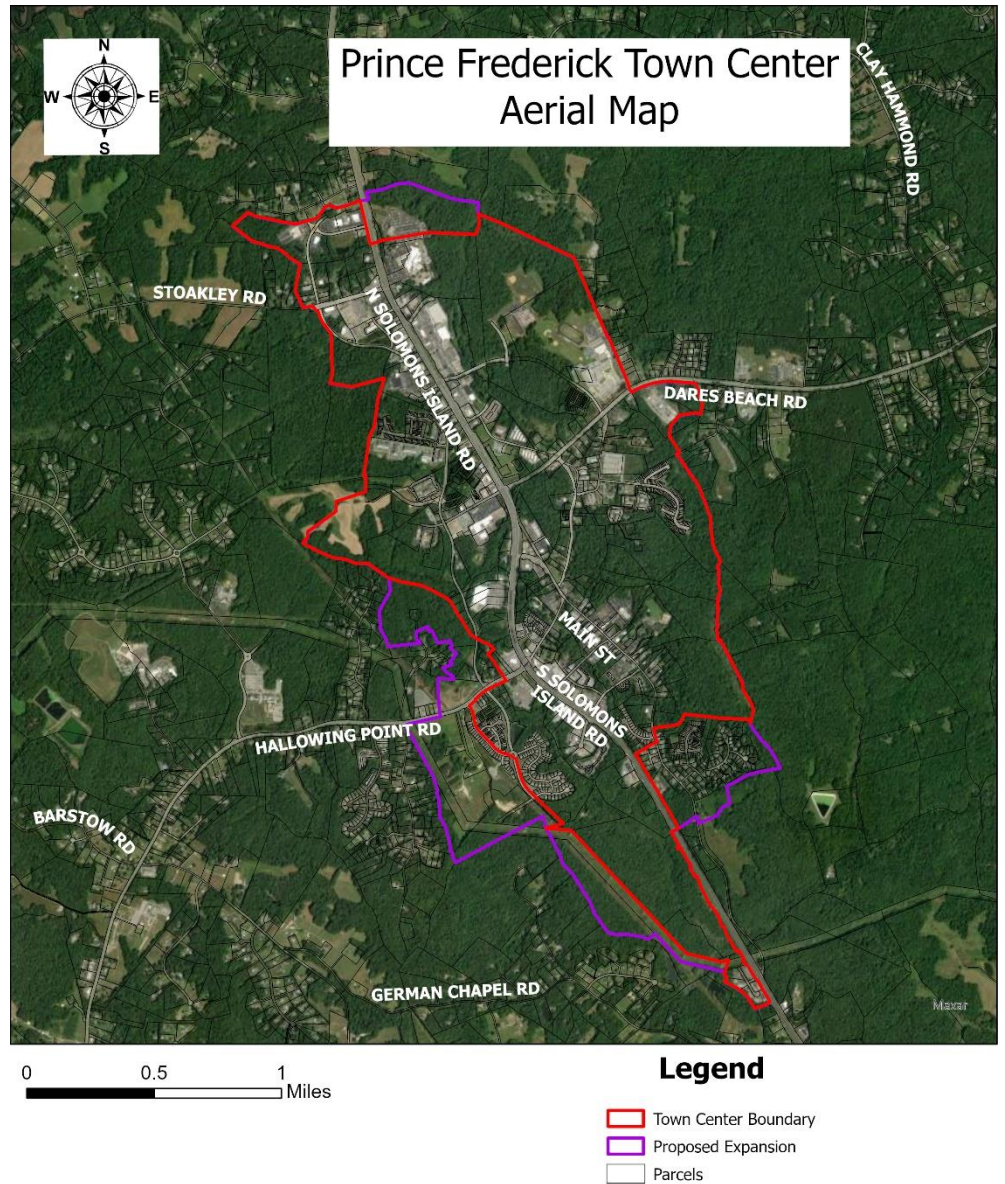 Prince Frederick Town Center
Aerial Map
N
W
E
S
CLAY HAMMOND RD
STOAKLEY RD
N SOLOMONS ISLAND RD
DARES BEACH RD
MAIN ST
S SOLOMONS
ISLAND RD
HALLOWING POINT RD
BARSTOW RD
GERMAN CHAPEL RD
Maxar
0 0.5 1
Miles
Legend
Town Center Boundary
Proposed Expansion
Parcels